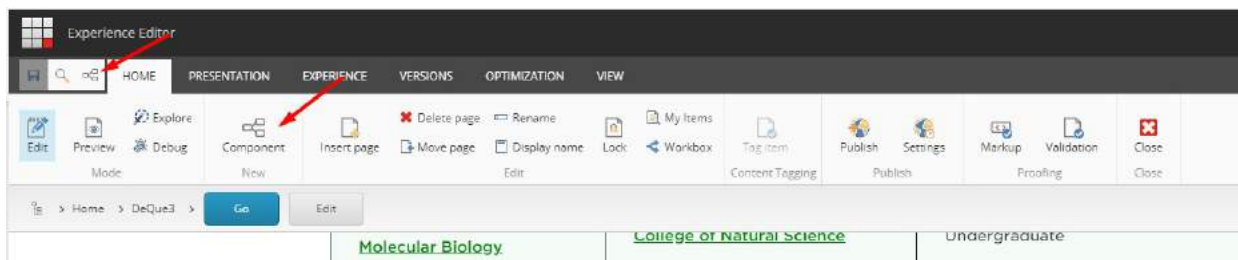 Experience Editor
HOME PRESENTATION EXPERIENCE VERSIONS OPTIMIZATION VIEW
Explore Delete page Rename My Items
Edit Preview Debug Component Insert page Move page Display name Lock Workbox Tag item Publish Settings Markup Validation Close
Mode New Edit Content Tagging Publish Proofing Close
> Home > DeQue3 > Go Edit
Molecular Biology College of Natural Science Undergraduate